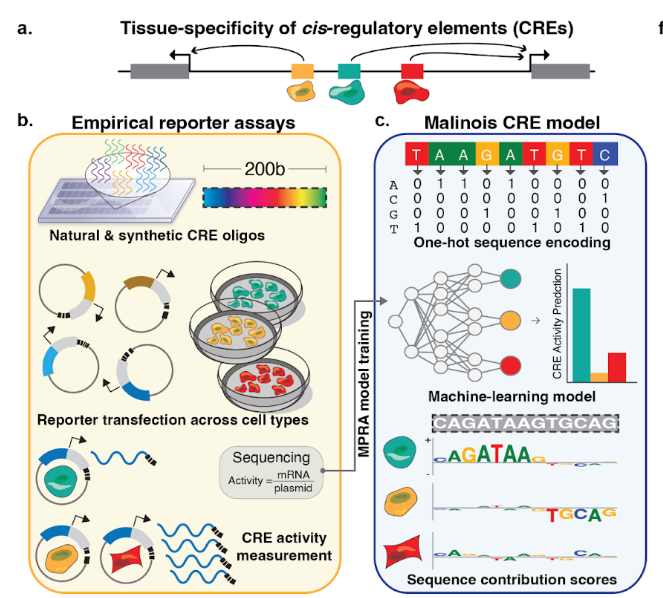 a.
Tissue-specificity of cis-regulatory elements (CREs)
f
b.
Empirical reporter assays
200b
Natural & synthetic CRE oligos
Reporter transfection across cell types
Sequencing
Activity = mRNA
plasmid
CRE activity
measurement
MPRA model training
c.
Malinois CRE model
T A A G A T G T C
A 0 1 1 0 1 0 0 0 0
C 0 0 0 0 0 0 0 0 1
G 0 0 0 1 0 0 1 0 0
T 1 0 0 0 0 1 0 1 0
One-hot sequence encoding
CRE Activity Predction
Machine-learning model
CAGATAAGTGCAG
+
CAGATAAG
-
TGCAG
Sequence contribution scores